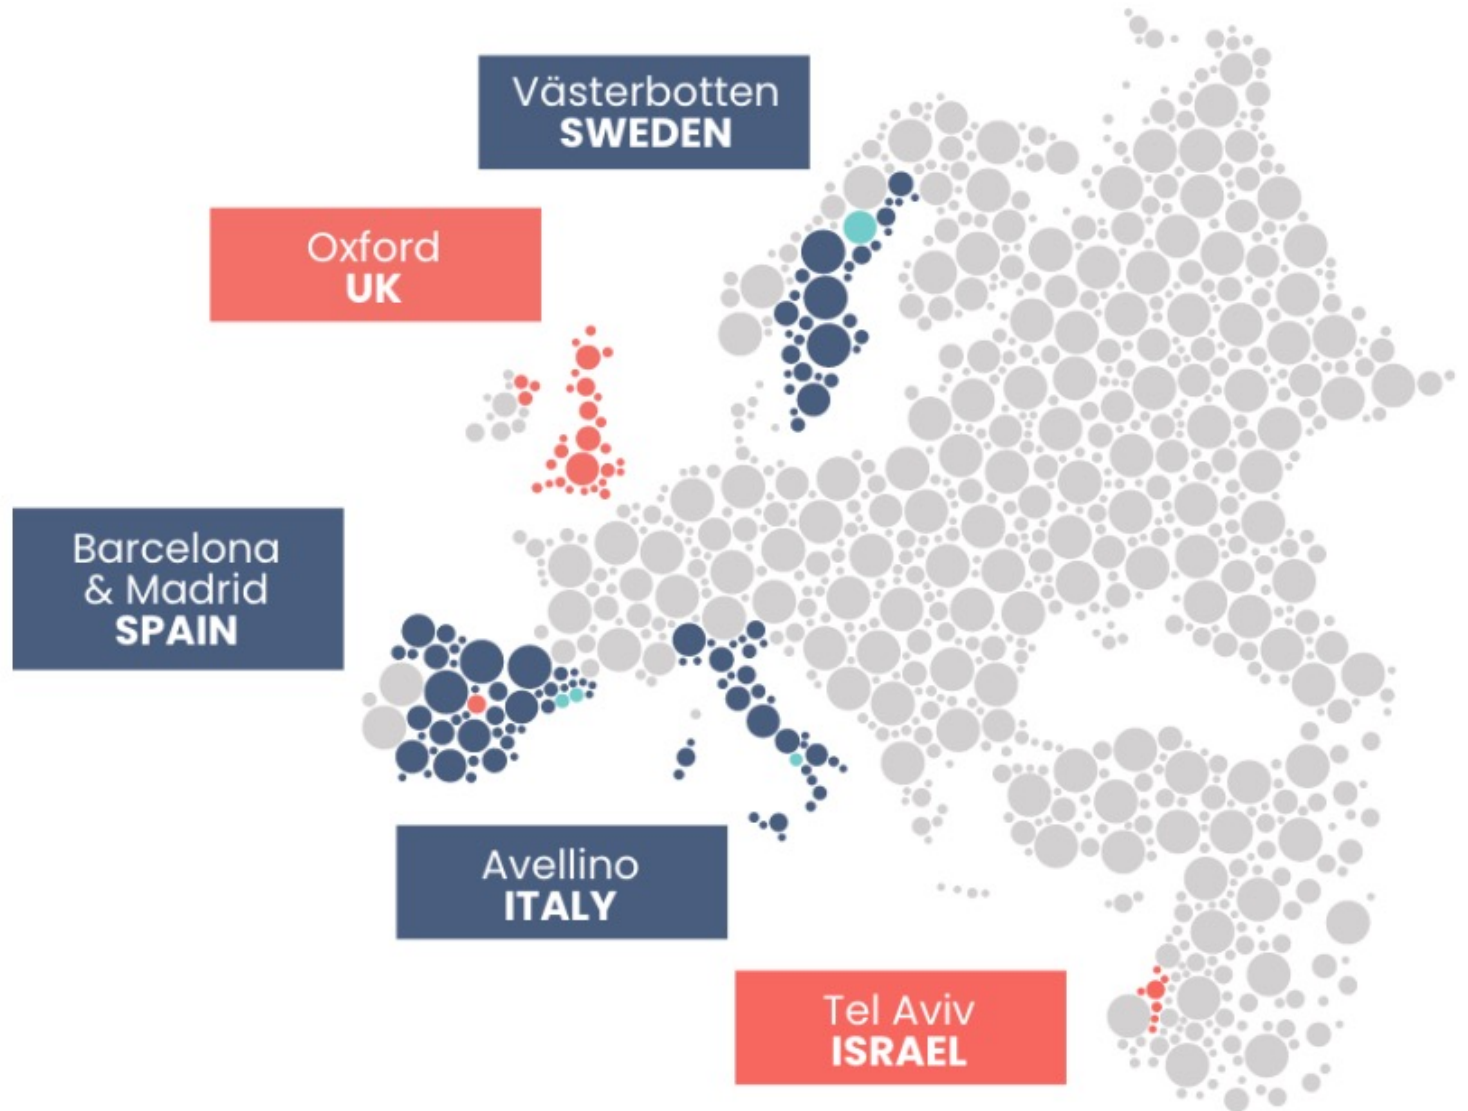 Västerbotten
SWEDEN
Oxford
UK
Barcelona
& Madrid
SPAIN
Avellino
ITALY
Tel Aviv
ISRAEL